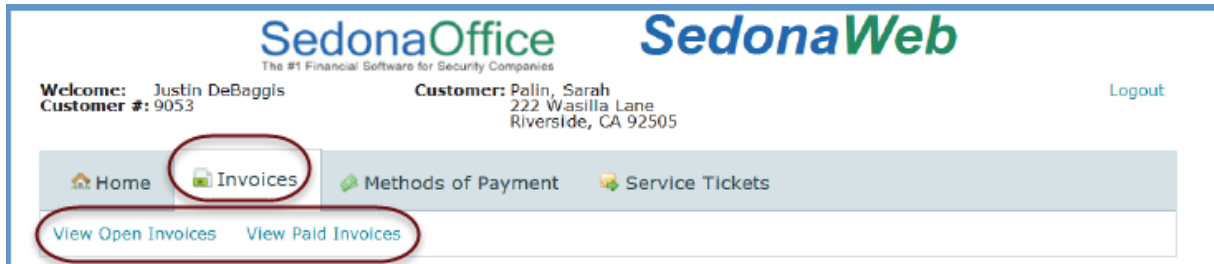 SedonaOffice SedonaWeb
The #1 Financial Software for Security Companies
Welcome: Justin DeBaggis Customer: Palin, Sarah Logout
Customer #: 9053 222 Wasilla Lane
Riverside, CA 92505
Home Invoices Methods of Payment Service Tickets
View Open Invoices View Paid Invoices